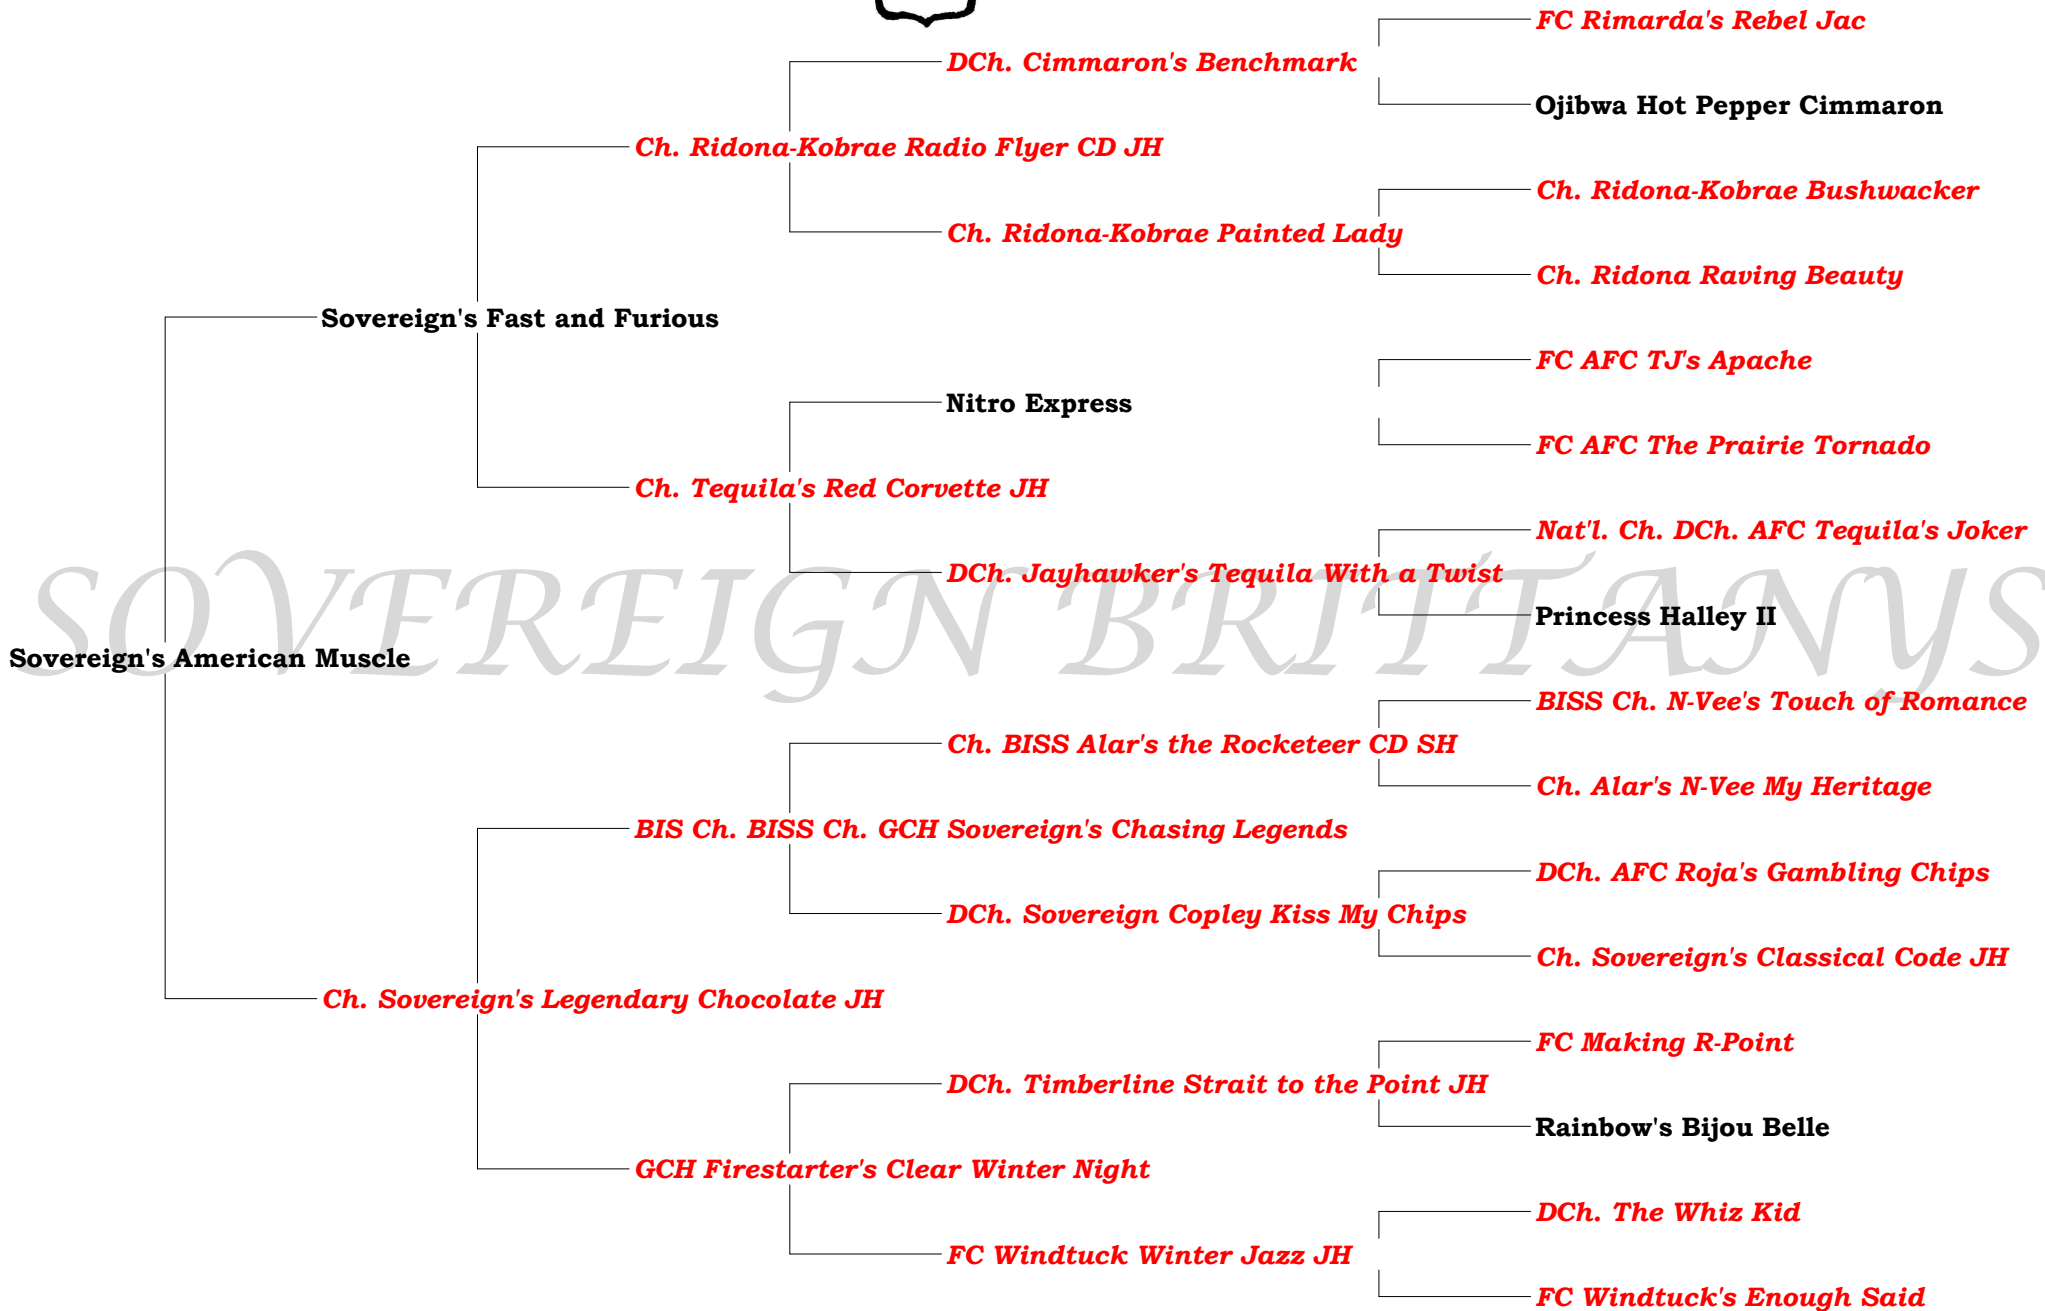 FC Rimarda's Rebel Jac
DCh. Cimmaron's Benchmark
Ojibwa Hot Pepper Cimmaron
Ch. Ridona-Kobrae Radio Flyer CD JH
Ch. Ridona-Kobrae Bushwacker
Ch. Ridona-Kobrae Painted Lady
Ch. Ridona Raving Beauty
Sovereign's Fast and Furious
FC AFC TJ's Apache
Nitro Express
FC AFC The Prairie Tornado
Ch. Tequila's Red Corvette JH
Nat'l. Ch. DCh. AFC Tequila's Joker
DCh. Jayhawker's Tequila With a Twist
Princess Halley II
SOVEREIGN BRITTANYS
Sovereign's American Muscle
BISS Ch. N-Vee's Touch of Romance
Ch. BISS Alar's the Rocketeer CD SH
Ch. Alar's N-Vee My Heritage
BIS Ch. BISS Ch. GCH Sovereign's Chasing Legends
DCh. AFC Roja's Gambling Chips
DCh. Sovereign Copley Kiss My Chips
Ch. Sovereign's Classical Code JH
Ch. Sovereign's Legendary Chocolate JH
FC Making R-Point
DCh. Timberline Strait to the Point JH
Rainbow's Bijou Belle
GCH Firestarter's Clear Winter Night
DCh. The Whiz Kid
FC Windtuck Winter Jazz JH
FC Windtuck's Enough Said